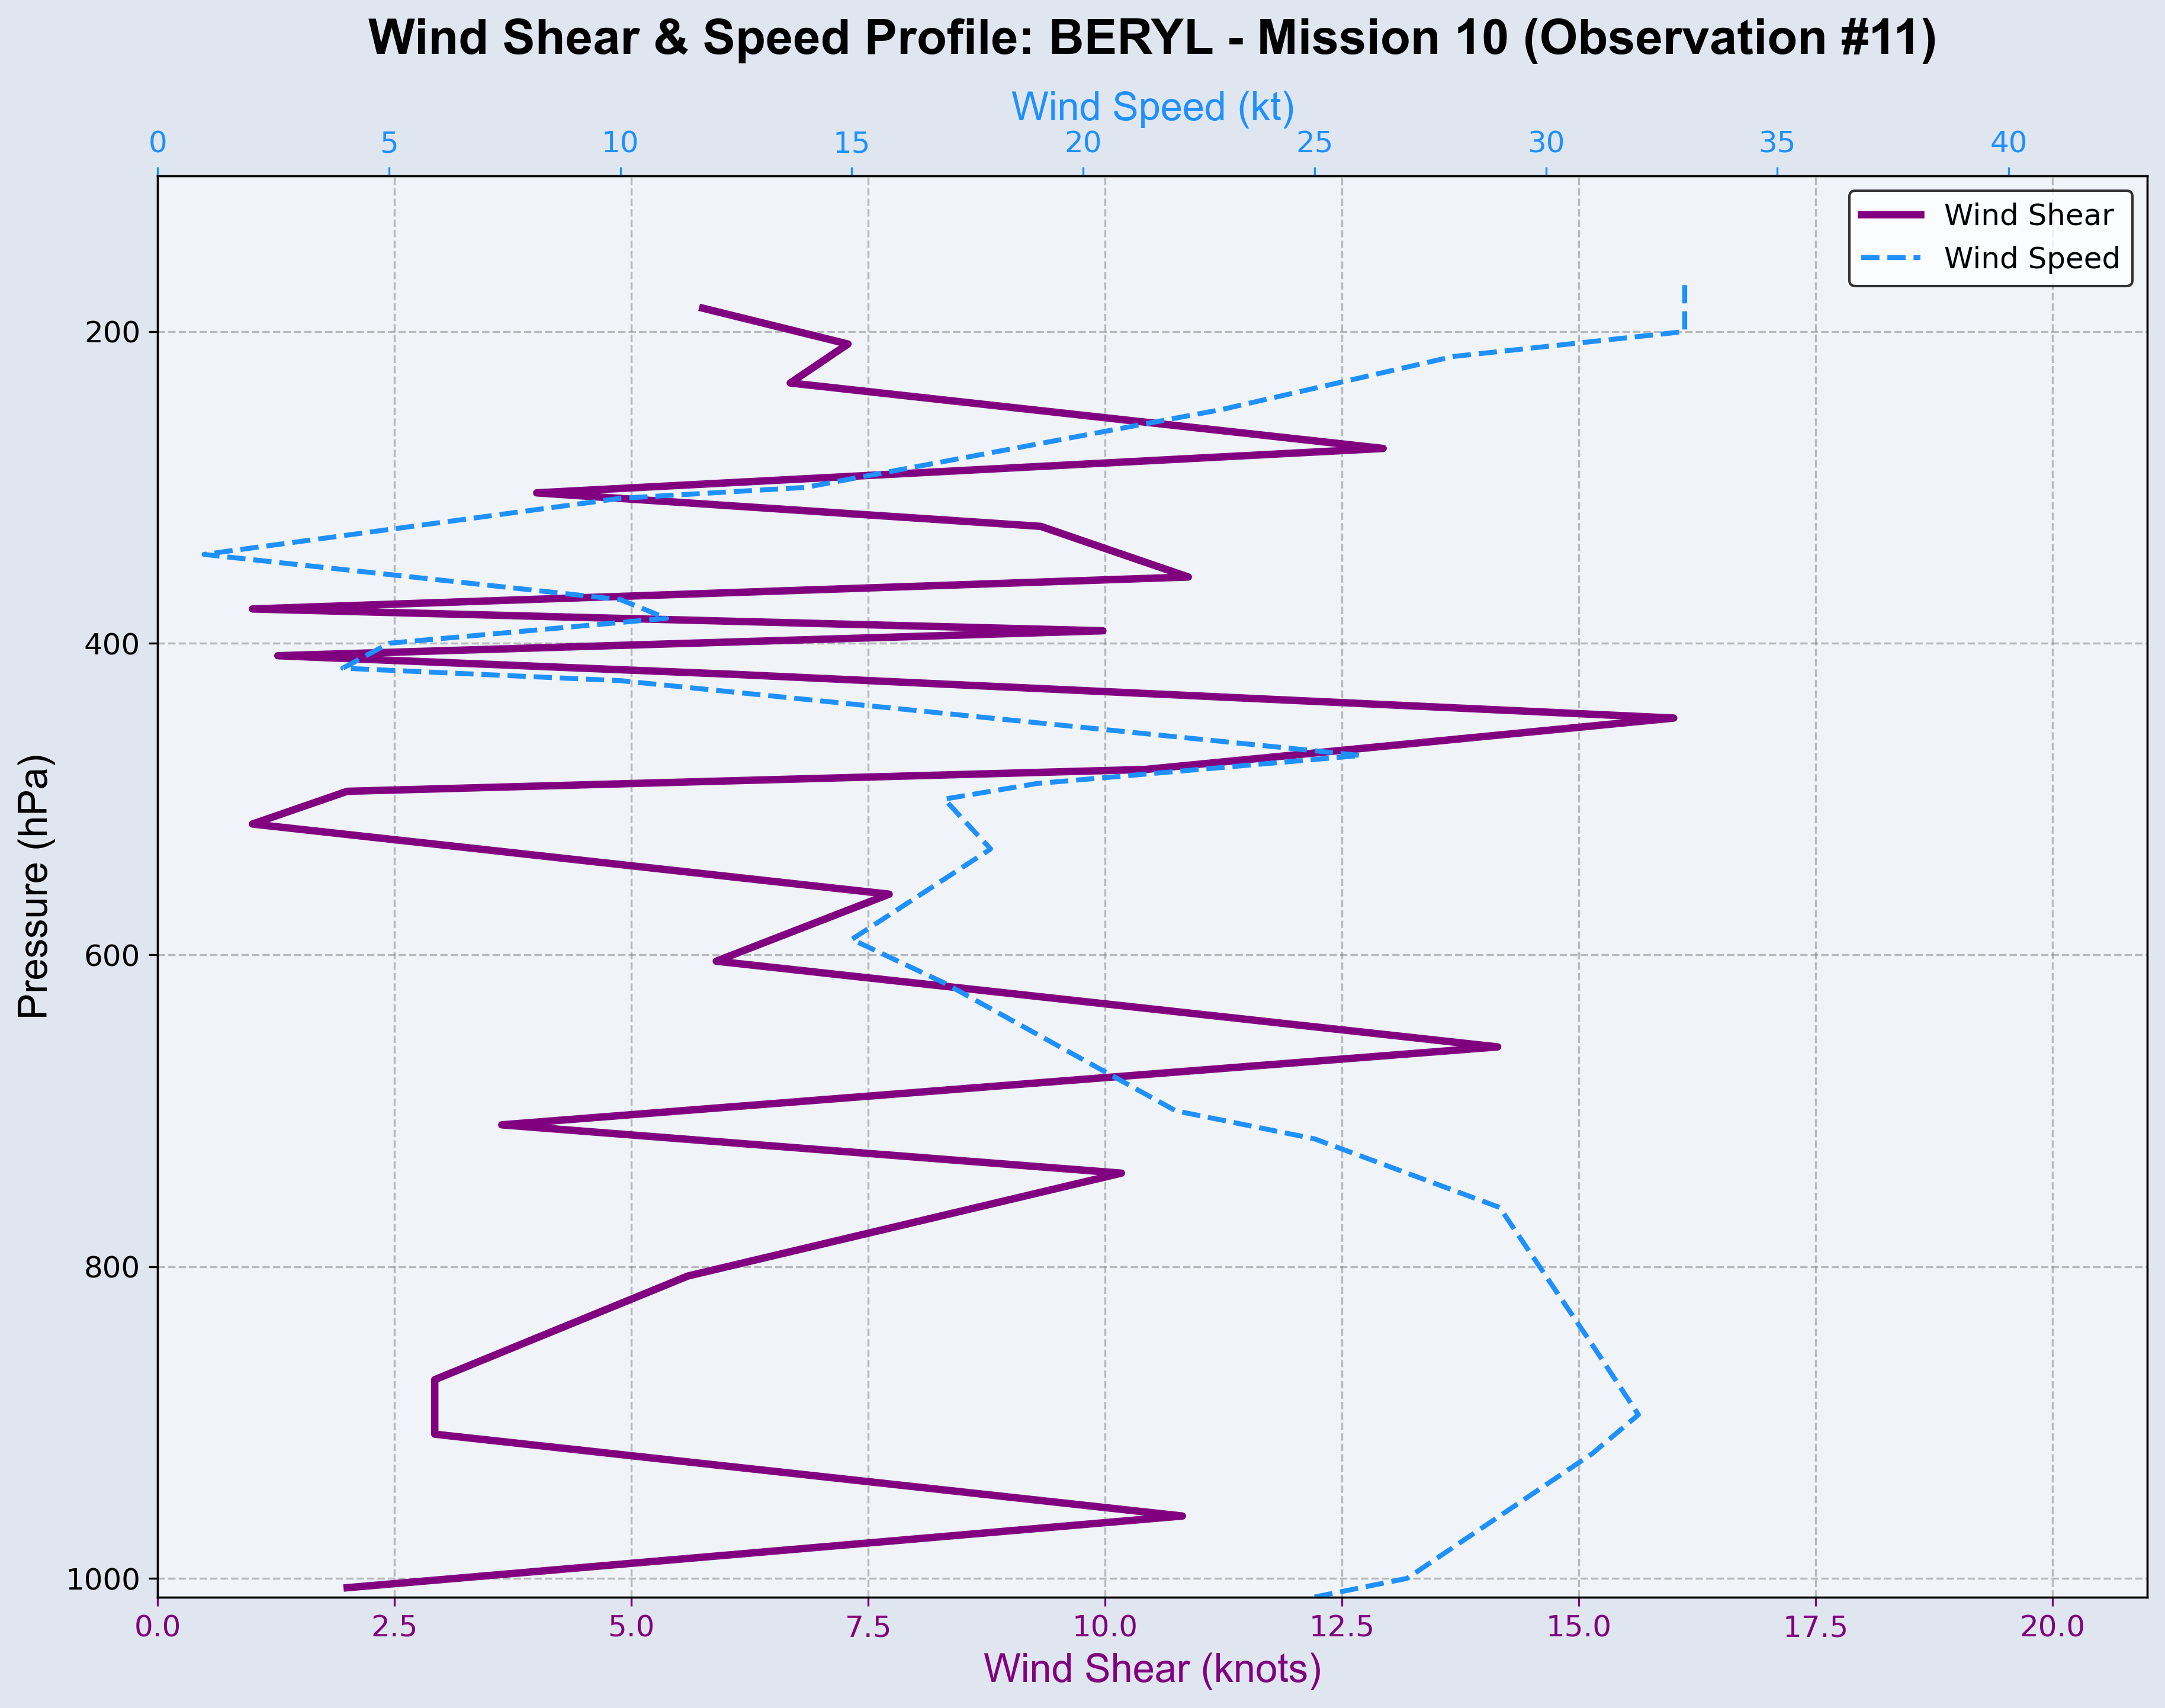 Wind Shear & Speed Profile: BERYL - Mission 10 (Observation #11)
Wind Speed (kt)
0 5 10 15 20 25 30 35 40
Wind Shear
Wind Speed
Pressure (hPa)
200
400
600
800
1000
0.0 2.5 5.0 7.5 10.0 12.5 15.0 17.5 20.0
Wind Shear (knots)